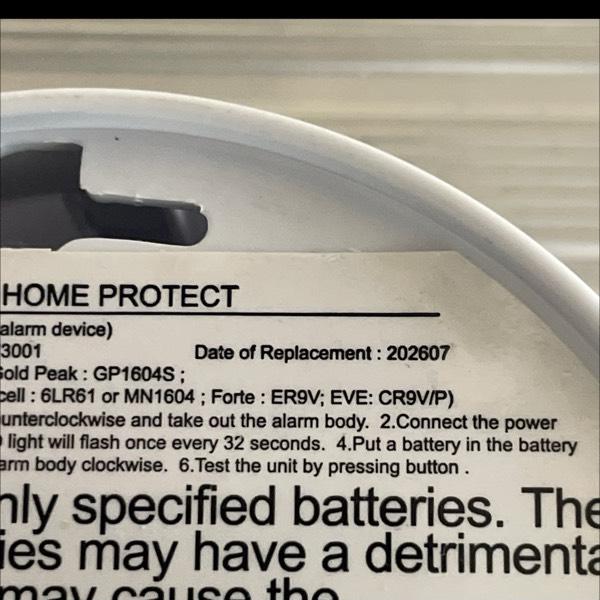 HOME PROTECT
alarm device)
3001 Date of Replacement : 202607
Gold Peak : GP1604S ;
cell : 6LR61 or MN1604 ; Forte : ER9V; EVE: CR9V/P)
unterclockwise and take out the alarm body. 2.Connect the power
light will flash once every 32 seconds. 4.Put a battery in the battery
arm body clockwise. 6.Test the unit by pressing button .
nly specified batteries. The
ies may have a detrimenta
may cause the